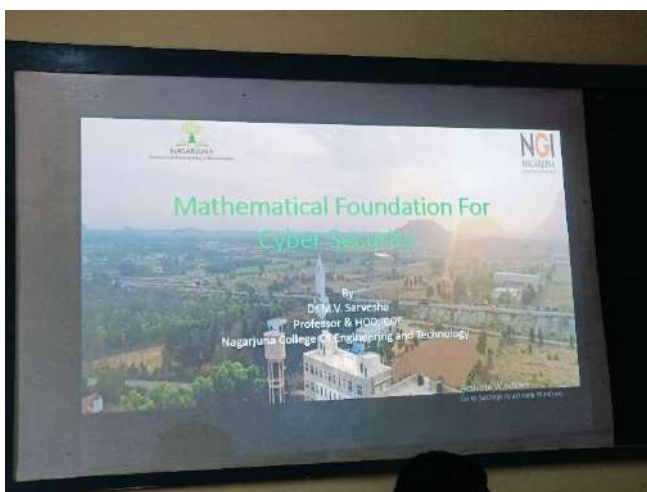 NAGARJUNA
NGI
NAGARJUNA
Mathematical Foundation For
Cyber Security
By
Dr.M.V. Sarvesha
Professor & HOD,
Nagarjuna College Of Engineering and Technology
Activate Windows
Go to Settings to activate Windows.